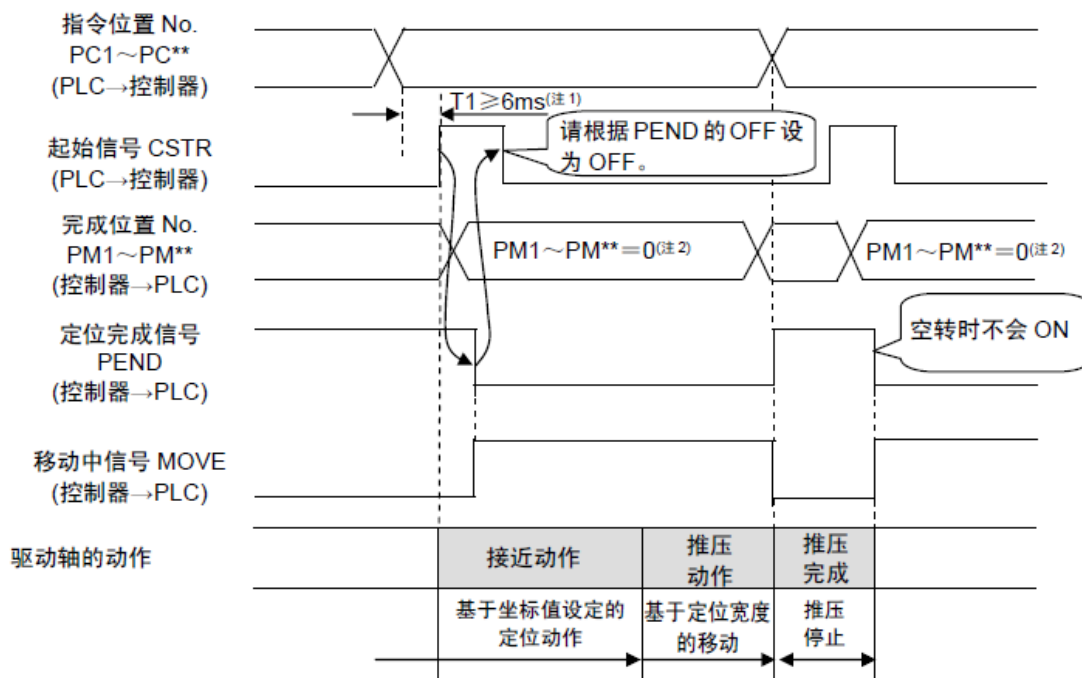 指令位置 No.
PC1～PC**
(PLC→控制器)
T1≥6ms(注 1)
请根据 PEND 的 OFF 设
为 OFF。
起始信号 CSTR
(PLC→控制器)
完成位置 No.
PM1～PM**
(控制器→PLC)
PM1～PM**＝0(注 2)
PM1～PM**＝0(注 2)
定位完成信号
PEND
(控制器→PLC)
空转时不会 ON
移动中信号 MOVE
(控制器→PLC)
驱动轴的动作
接近动作
推压
动作
推压
完成
基于坐标值设定的
定位动作
基于定位宽度
的移动
推压
停止